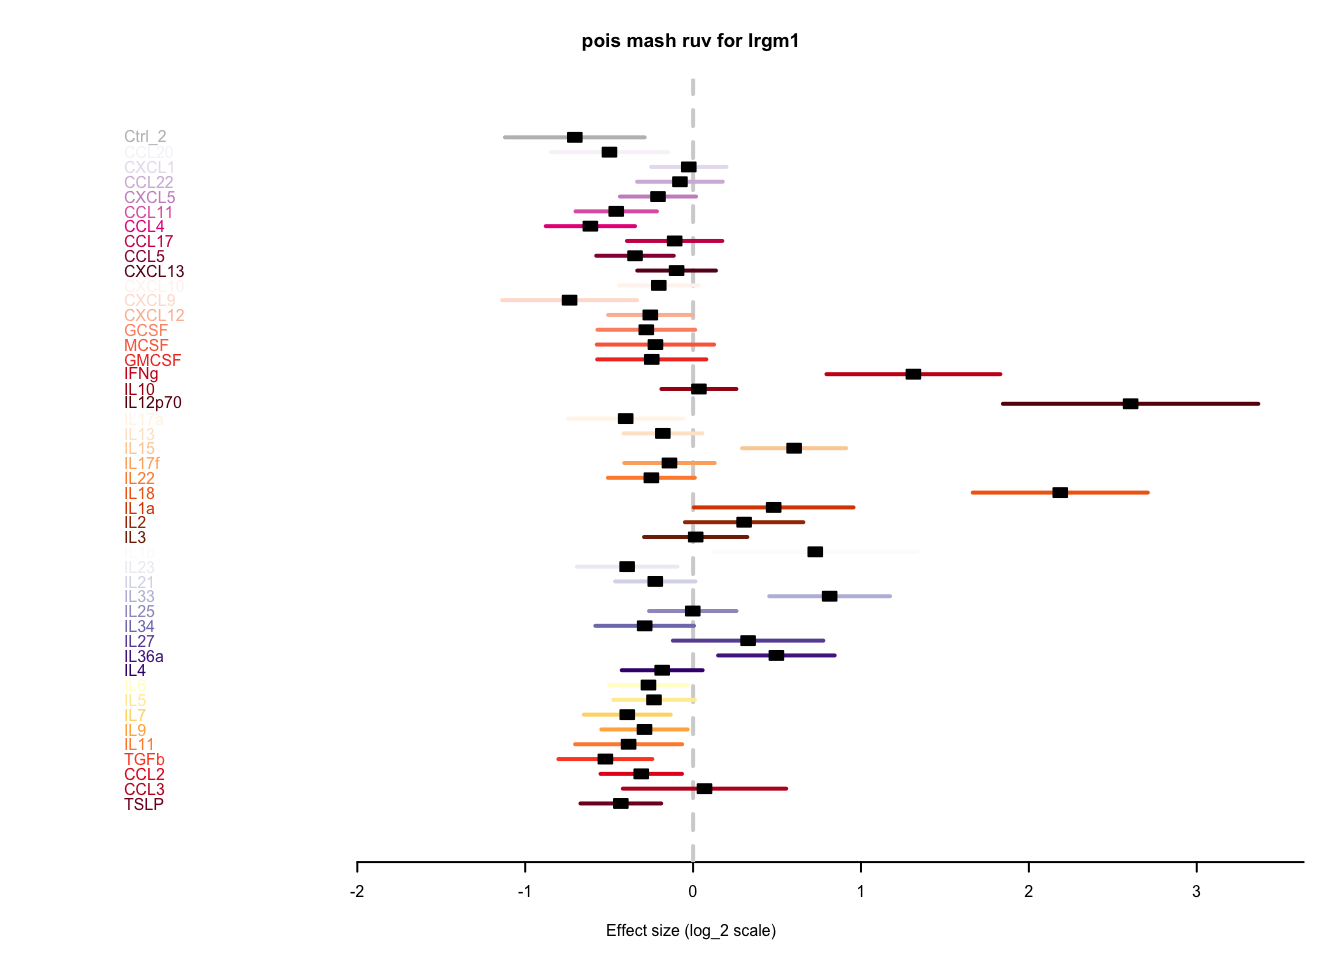 pois mash ruv for Irgm1
Ctrl_2
CCL20
CXCL1
CCL22
CXCL5
CCL11
CCL4
CCL17
CCL5
CXCL13
CXCL10
CXCL9
CXCL12
GCSF
MCSF
GMCSF
IFNg
IL10
IL12p70
IL17a
IL13
IL15
IL17f
IL22
IL18
IL1a
IL2
IL3
IL23
IL21
IL33
IL25
IL34
IL27
IL36a
IL4
IL6
IL5
IL7
IL9
IL11
TGFb
CCL2
CCL3
TSLP
-2
-1
0
1
2
3
Effect size (log_2 scale)